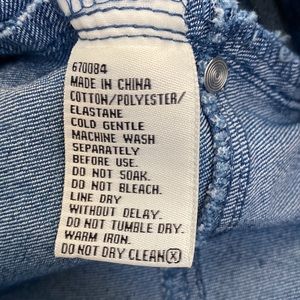 670084
MADE IN CHINA
COTTON/POLYESTER/
ELASTANE
COLD GENTLE
MACHINE WASH
SEPARATELY
BEFORE USE.
DO NOT SOAK.
DO NOT BLEACH.
LINE DRY
WITHOUT DELAY.
DO NOT TUMBLE DRY.
WARM IRON.
DO NOT DRY CLEAN Ⓧ